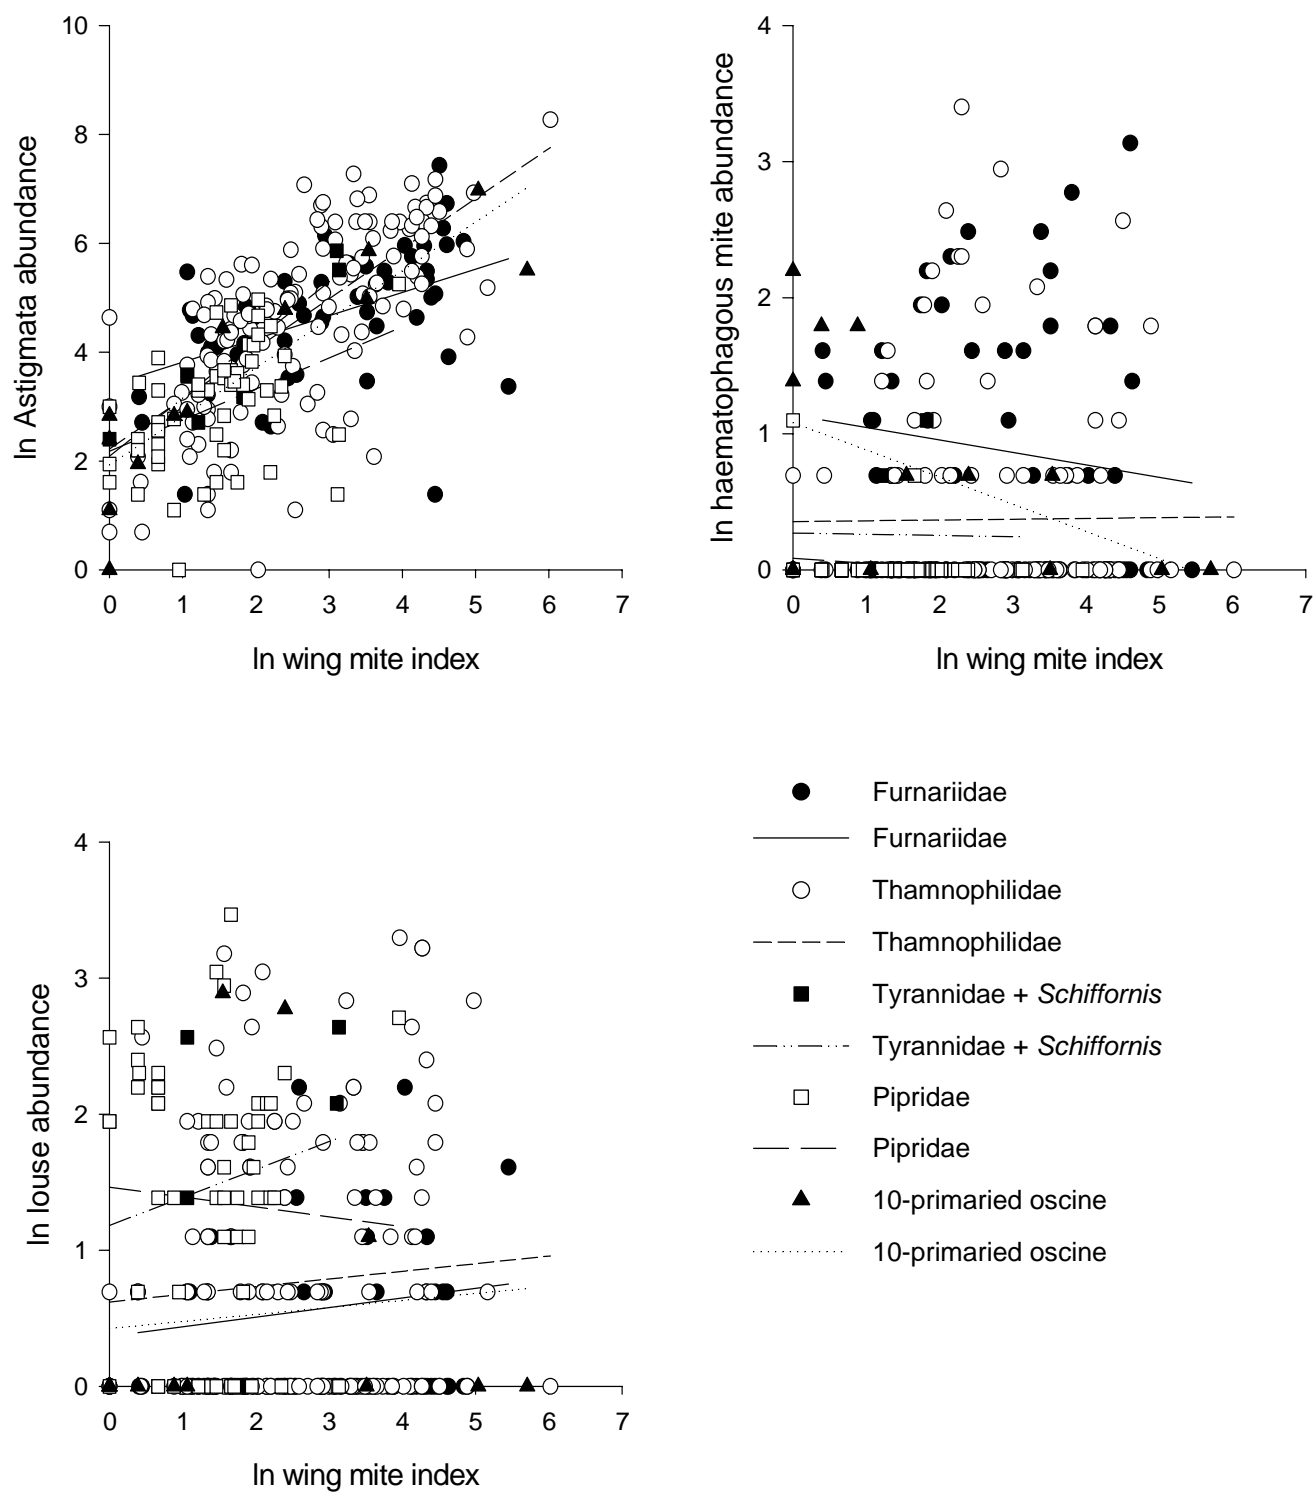 10
8
6
4
2
0
ln Astigmata abundance
0 1 2 3 4 5 6 7
ln wing mite index
4
3
2
1
0
ln haematophagous mite abundance
0 1 2 3 4 5 6 7
ln wing mite index
4
3
2
1
0
ln louse abundance
0 1 2 3 4 5 6 7
ln wing mite index
Furnariidae
Furnariidae
Thamnophilidae
Thamnophilidae
Tyrannidae + Schiffornis
Tyrannidae + Schiffornis
Pipridae
Pipridae
10-primaried oscine
10-primaried oscine